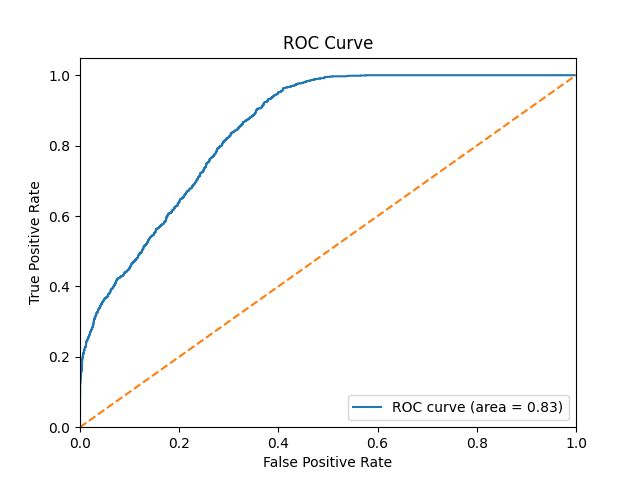 ROC Curve
1.0
0.8
0.6
0.4
0.2
0.0
True Positive Rate
ROC curve (area = 0.83)
0.0 0.2 0.4 0.6 0.8 1.0
False Positive Rate